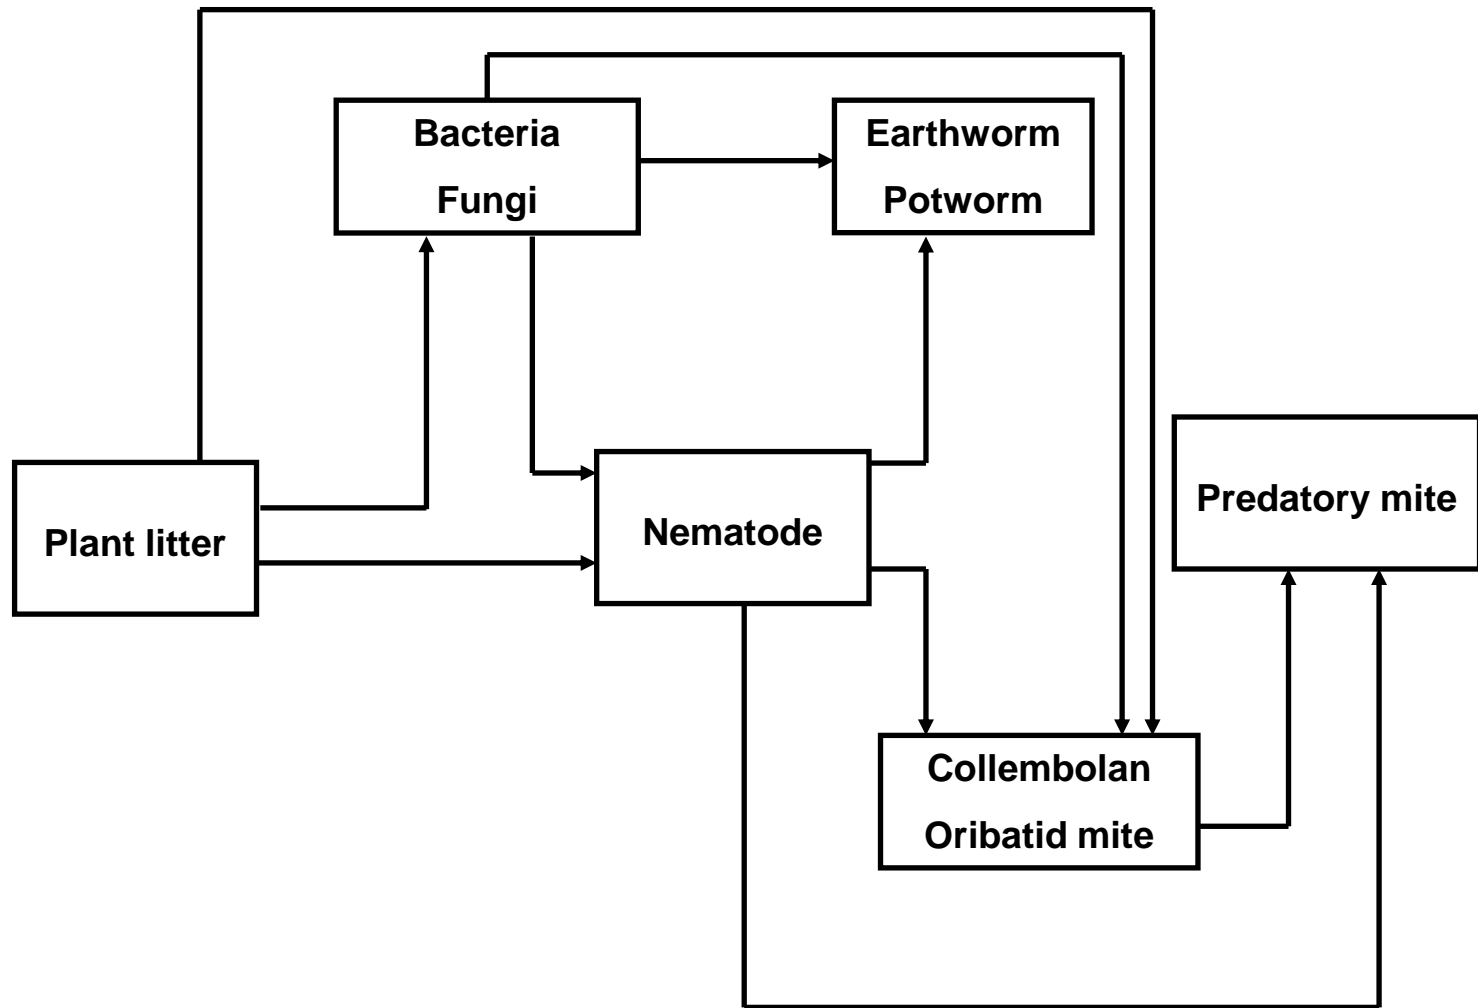 Bacteria
Fungi
Earthworm
Potworm
Plant litter
Nematode
Predatory mite
Collembolan
Oribatid mite